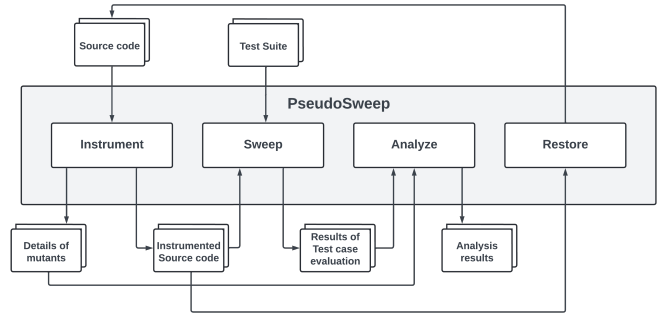 Source code
Test Suite
PseudoSweep
Instrument
Sweep
Analyze
Restore
Details of
mutants
Instrumented
Source code
Results of
Test case
evaluation
Analysis
results